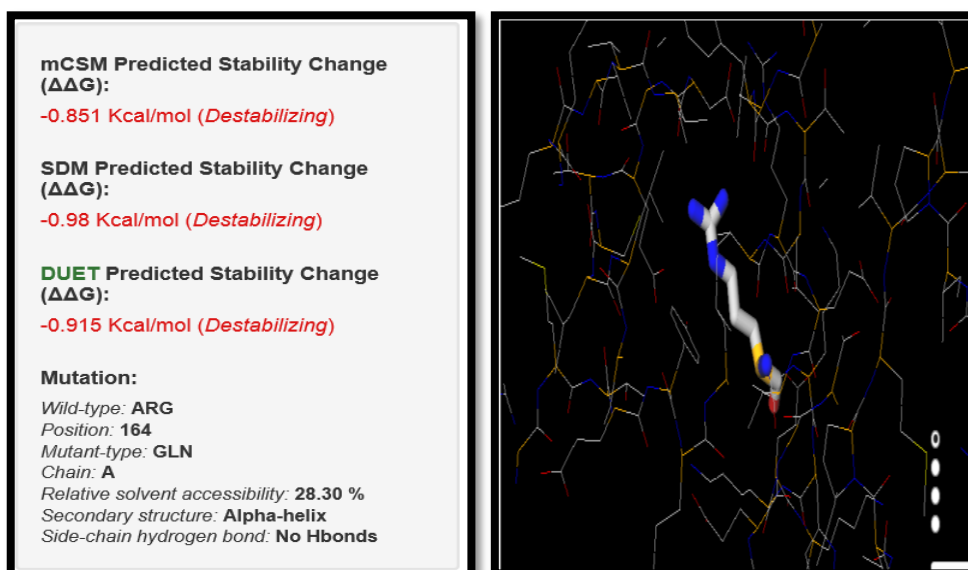 mCSM Predicted Stability Change
(ΔΔG):
-0.851 Kcal/mol (Destabilizing)
SDM Predicted Stability Change
(ΔΔG):
-0.98 Kcal/mol (Destabilizing)
DUET Predicted Stability Change
(ΔΔG):
-0.915 Kcal/mol (Destabilizing)
Mutation:
Wild-type: ARG
Position: 164
Mutant-type: GLN
Chain: A
Relative solvent accessibility: 28.30 %
Secondary structure: Alpha-helix
Side-chain hydrogen bond: No Hbonds